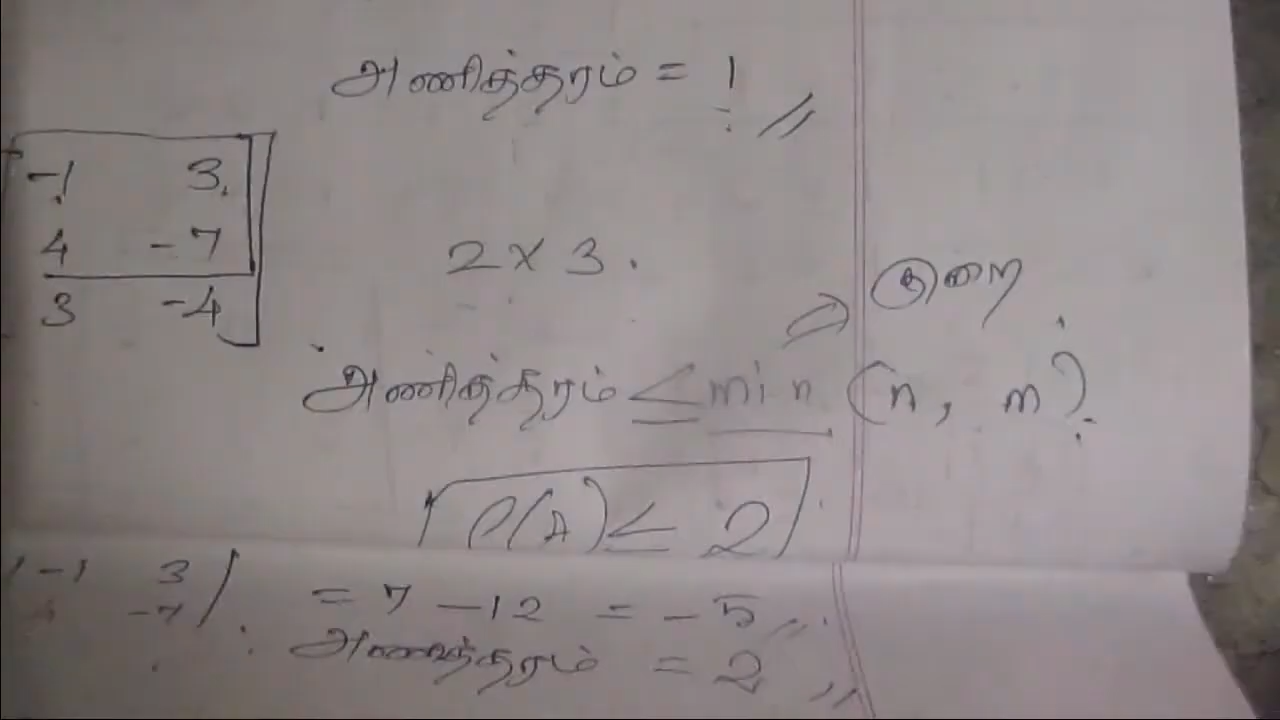 அணித்தரம் = 1
-1 3
4 -7
3 -4
2 x 3.
குறை
அணித்தரம் ≤ min (n, m)
ρ(A) ≤ 2
-1 3
4 -7 = 7 - 12 = -5
அணித்தரம் = 2